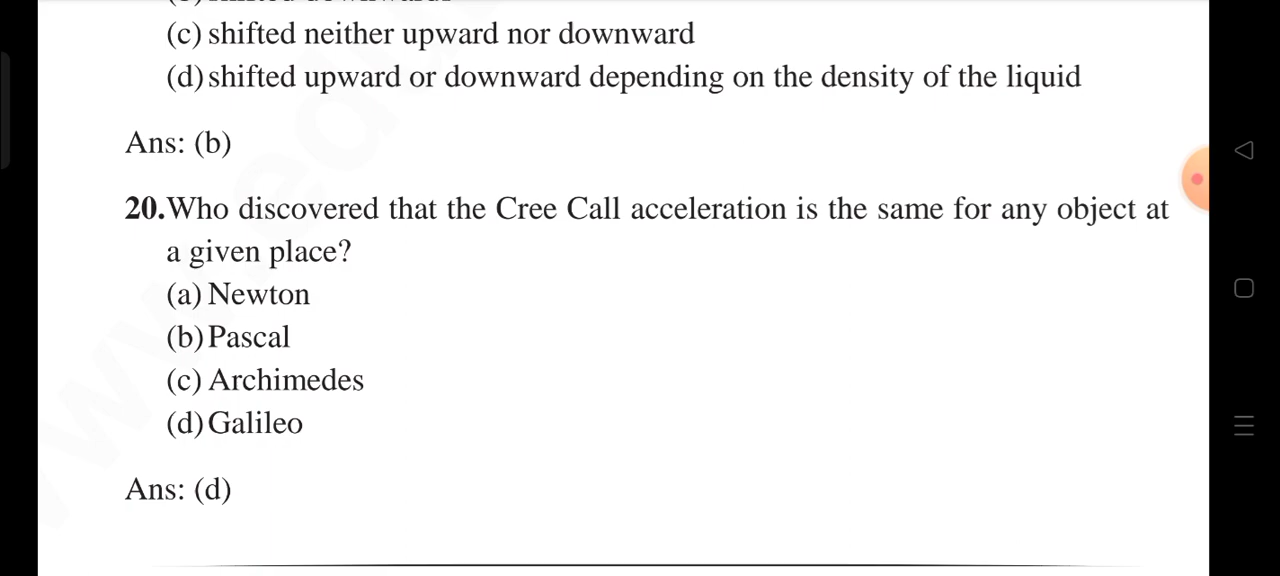 (c) shifted neither upward nor downward
(d) shifted upward or downward depending on the density of the liquid
Ans: (b)
20. Who discovered that the Cree Call acceleration is the same for any object at
a given place?
(a) Newton
(b) Pascal
(c) Archimedes
(d) Galileo
Ans: (d)